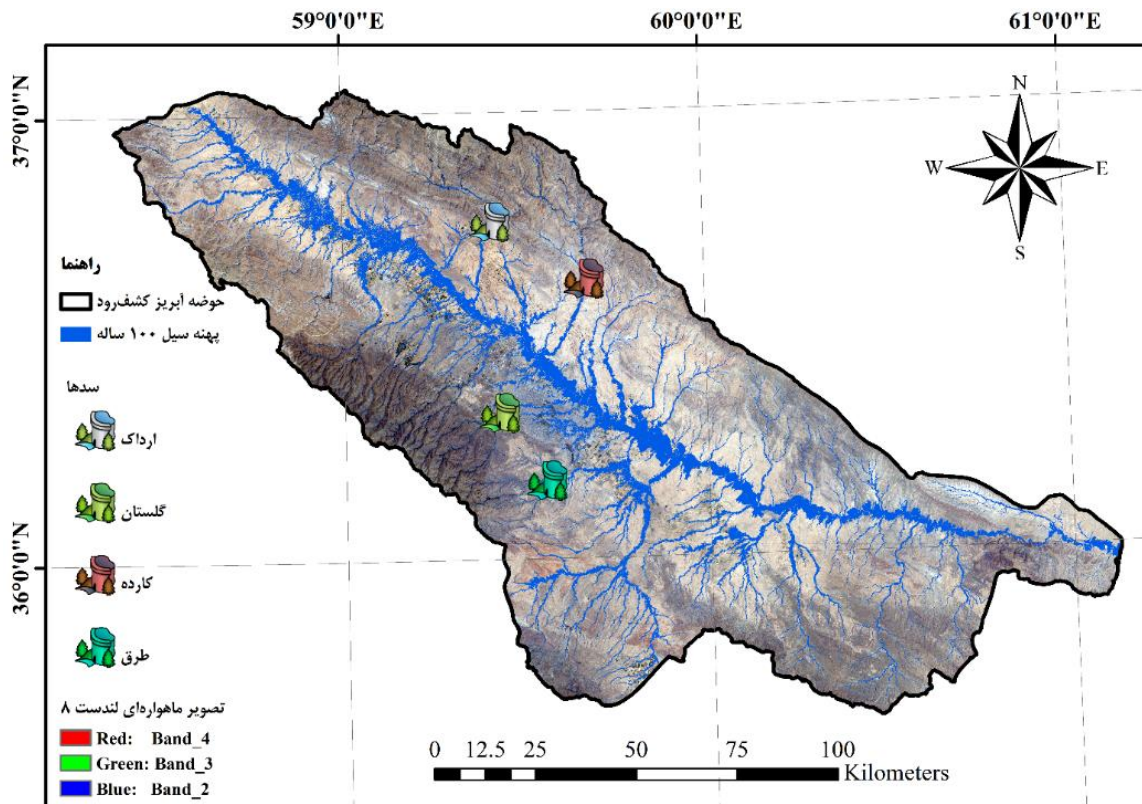 59°0'0"E
60°0'0"E
61°0'0"E
37°0'0"N
36°0'0"N
N
W
E
S
راهنما
حوضه آبریز کشف‌رود
پهنه سیل ۱۰۰ ساله
سدها
ارداک
گلستان
کارده
طرق
تصویر ماهواره‌ای لندست ۸
Red: Band_4
Green: Band_3
Blue: Band_2
0 12.5 25 50 75 100
Kilometers